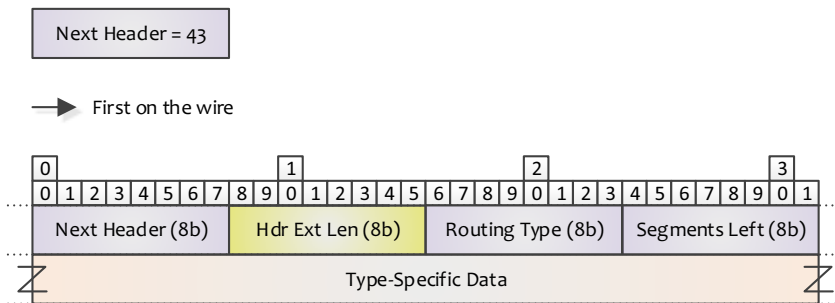 Next Header = 43
First on the wire
0 1 2 3
0 1 2 3 4 5 6 7 8 9 0 1 2 3 4 5 6 7 8 9 0 1 2 3 4 5 6 7 8 9 0 1
Next Header (8b) Hdr Ext Len (8b) Routing Type (8b) Segments Left (8b)
Type-Specific Data